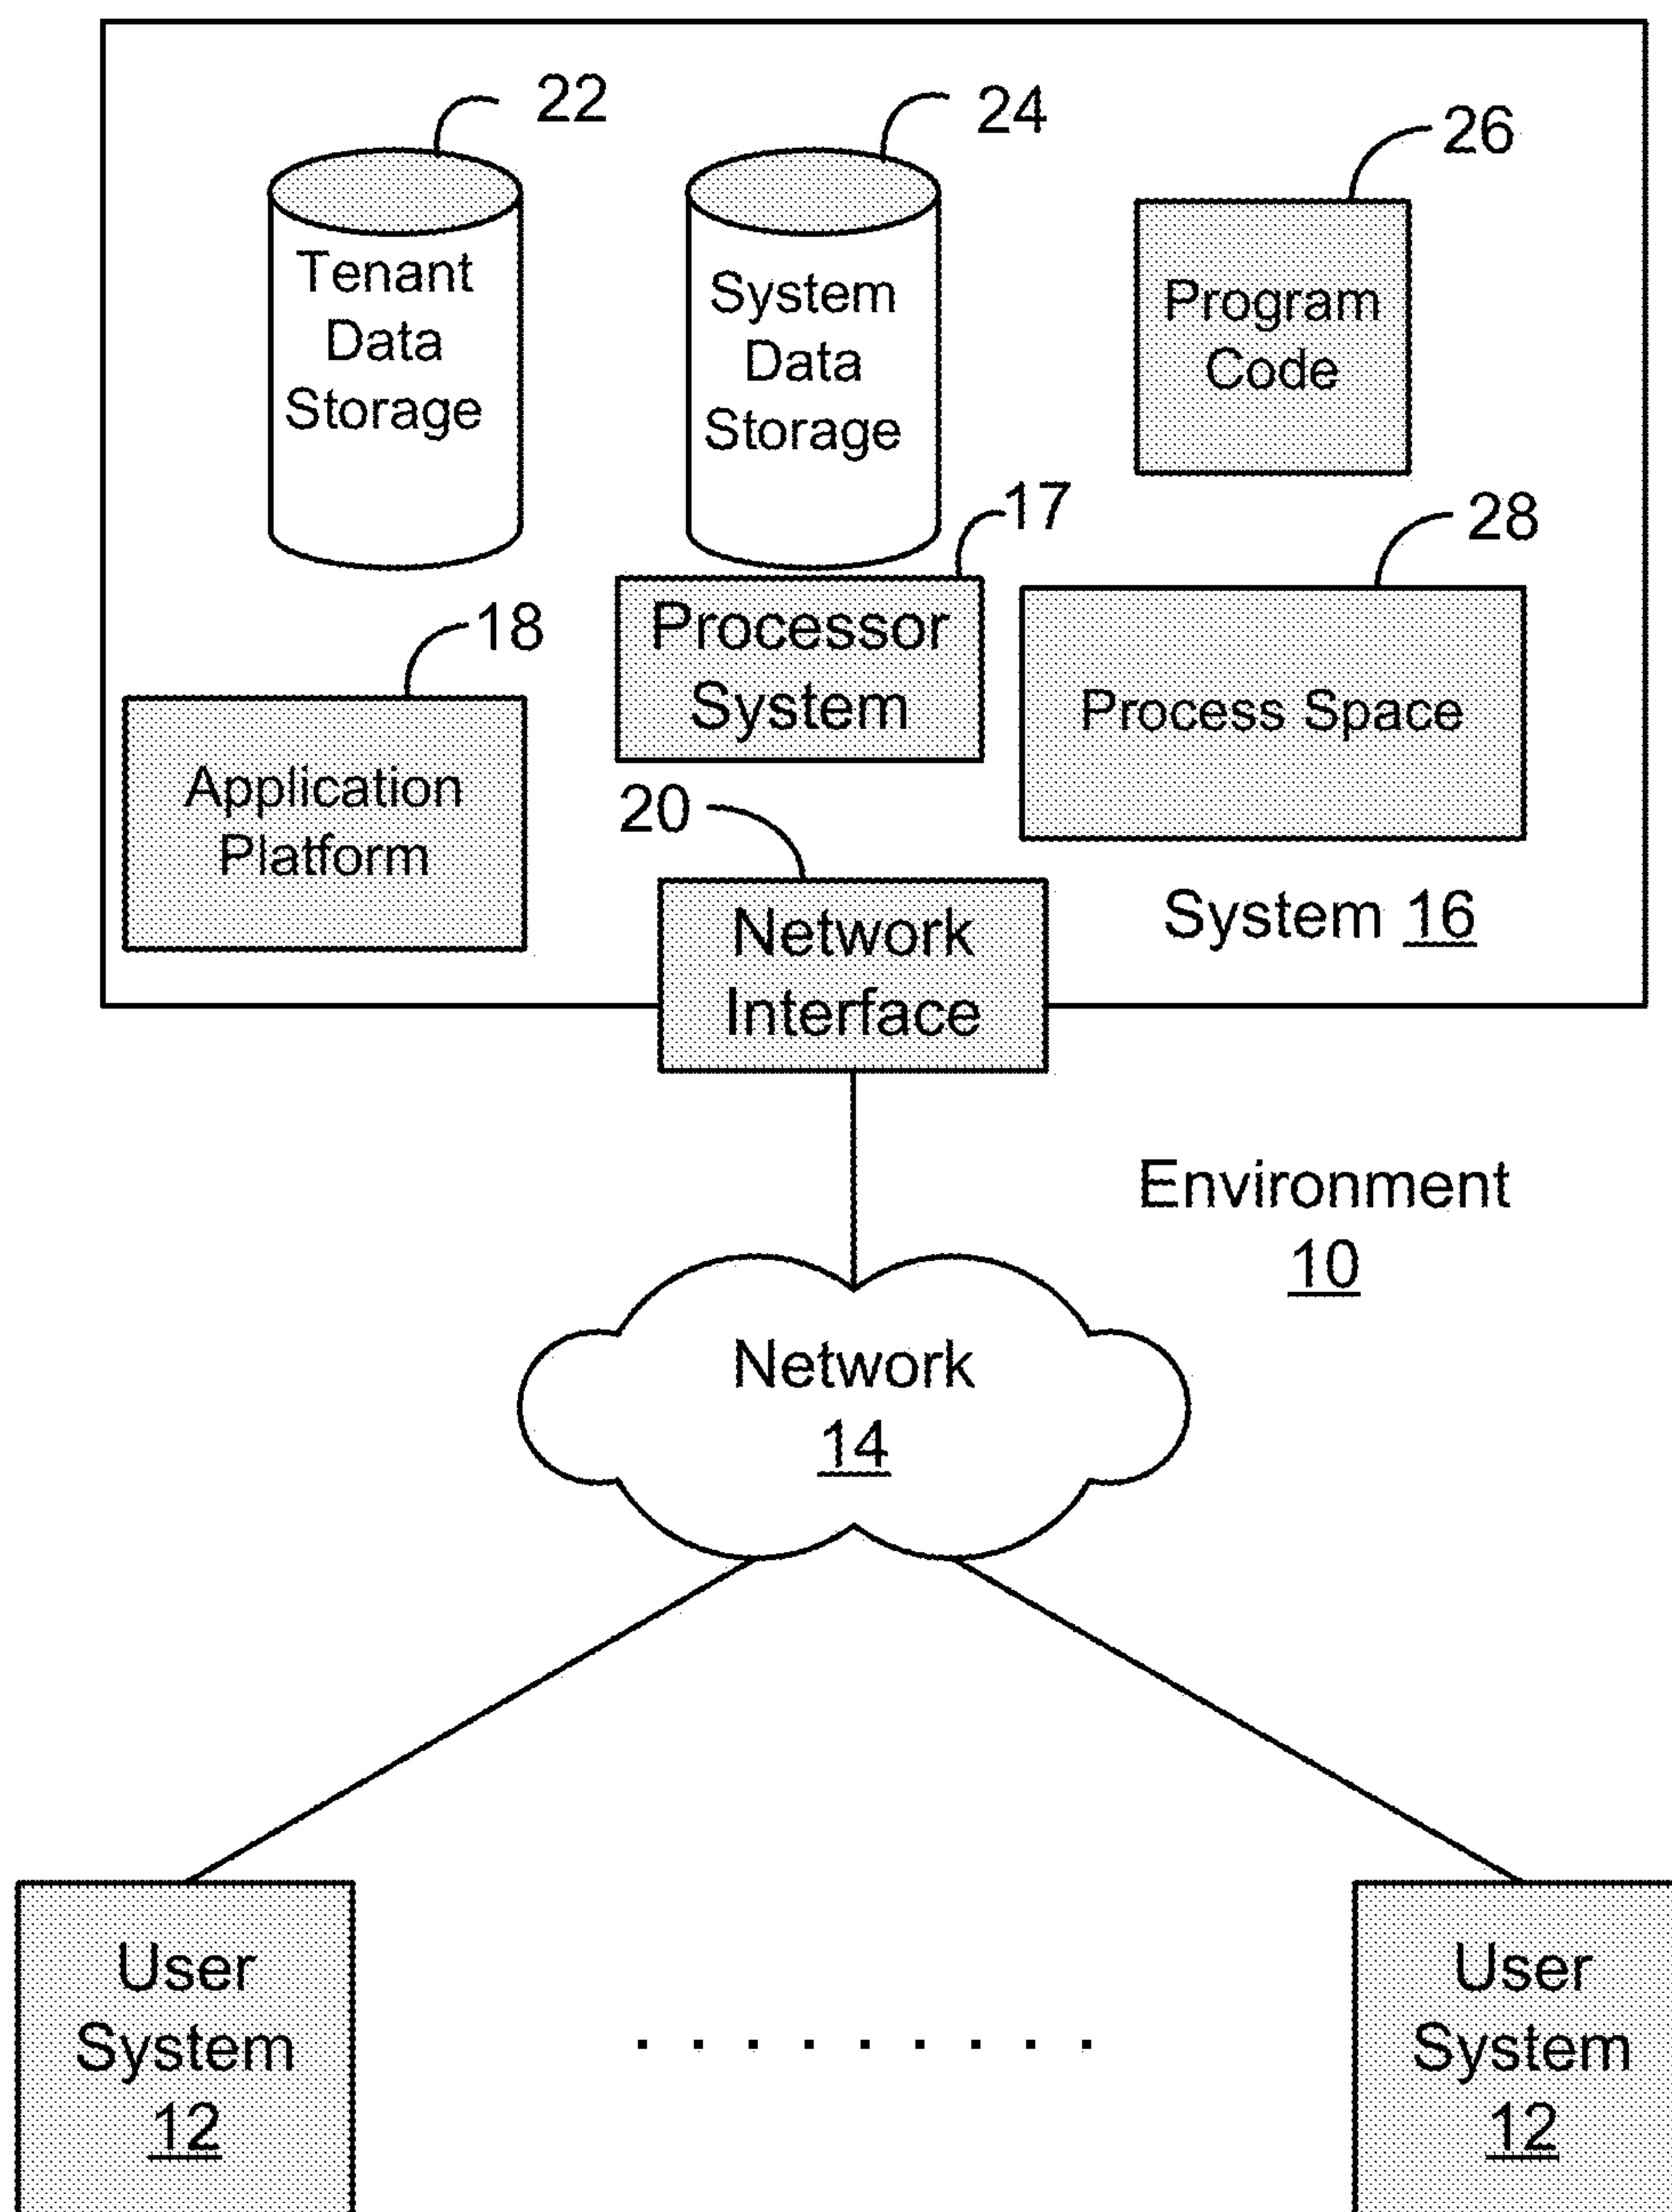 22
24
26
Tenant
Data
Storage
System
Data
Storage
Program
Code
17
28
18
Processor
System
Process Space
Application
Platform
20
Network
Interface
System 16
Environment
10
Network
14
User
System
12
. . . . . . . . .
User
System
12